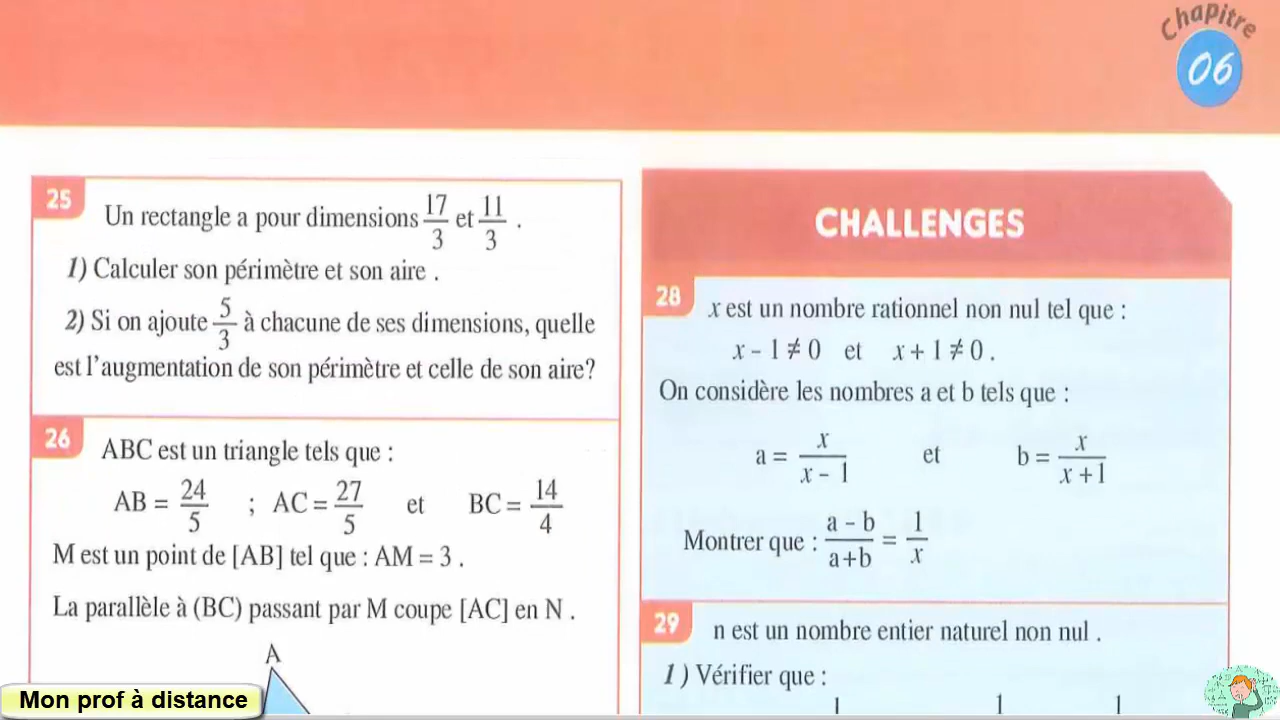 Chapitre
06
25
Un rectangle a pour dimensions 17/3 et 11/3 .
1) Calculer son périmètre et son aire .
2) Si on ajoute 5/3 à chacune de ses dimensions, quelle
est l'augmentation de son périmètre et celle de son aire?
26
ABC est un triangle tels que :
AB = 24/5 ; AC = 27/5 et BC = 14/4
M est un point de [AB] tel que : AM = 3 .
La parallèle à (BC) passant par M coupe [AC] en N .
A
Mon prof à distance
CHALLENGES
28
x est un nombre rationnel non nul tel que :
x - 1 ≠ 0 et x + 1 ≠ 0 .
On considère les nombres a et b tels que :
a = x/(x - 1) et b = x/(x + 1)
Montrer que : (a - b)/(a + b) = 1/x
29
n est un nombre entier naturel non nul .
1 ) Vérifier que :